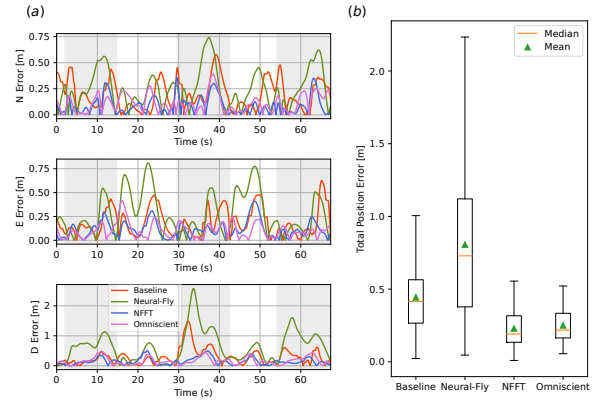 (a)
0.75
0.50
0.25
0.00
N Error [m]
0 10 20 30 40 50 60
Time (s)
0.75
0.50
0.25
0.00
E Error [m]
0 10 20 30 40 50 60
Time (s)
2
1
0
D Error [m]
Baseline
Neural-Fly
NFFT
Omniscient
0 10 20 30 40 50 60
Time (s)
(b)
Median
Mean
2.0
1.5
1.0
0.5
0.0
Total Position Error [m]
Baseline Neural-Fly NFFT Omniscient